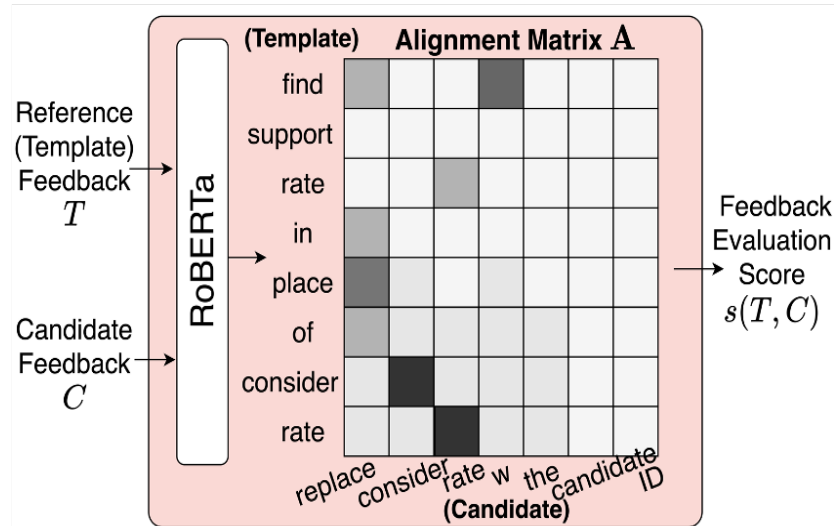 (Template) Alignment Matrix A
Reference
(Template)
Feedback
T
Candidate
Feedback
C
RoBERTa
find
support
rate
in
place
of
consider
rate
replace consider rate w the candidate ID
(Candidate)
Feedback
Evaluation
Score
s(T, C)